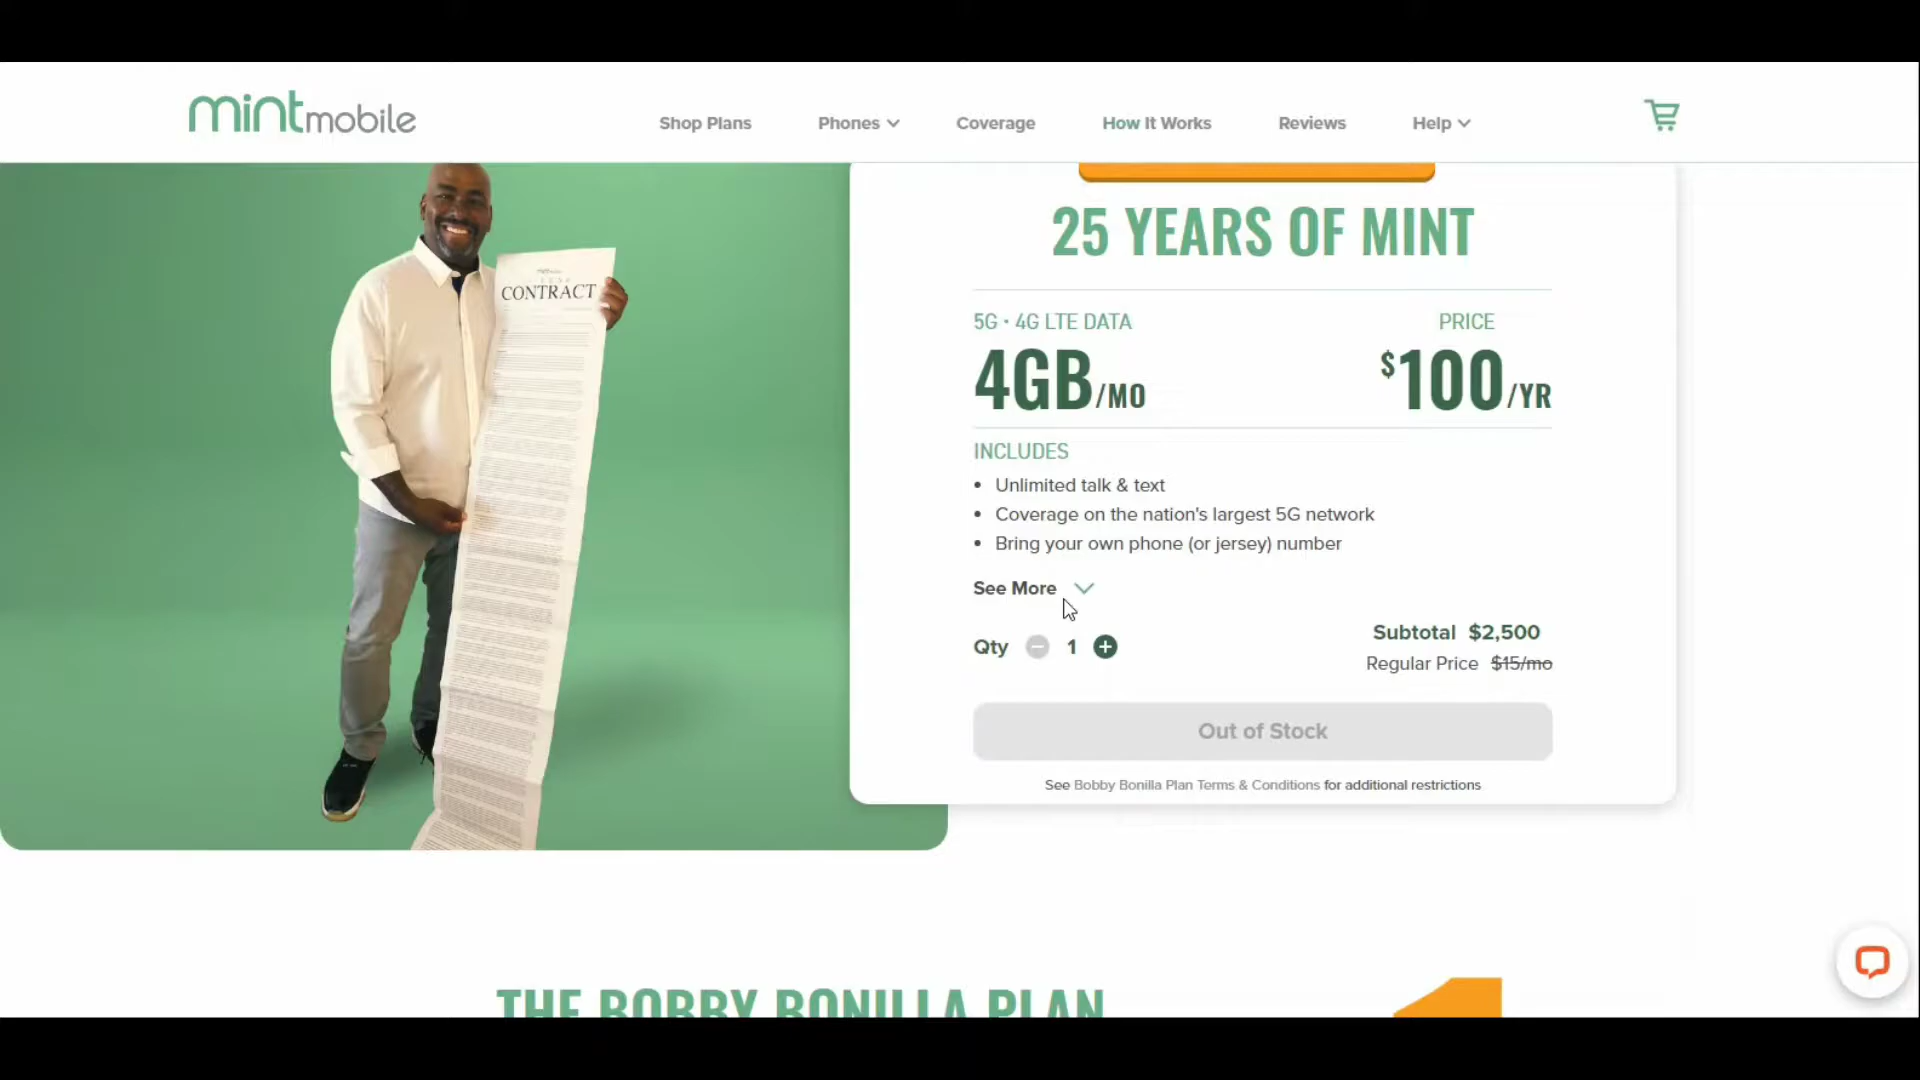 mintmobile
Shop Plans
Phones
Coverage
How It Works
Reviews
Help
CONTRACT
25 YEARS OF MINT
5G • 4G LTE DATA
PRICE
4GB/MO
$100/YR
INCLUDES
• Unlimited talk & text
• Coverage on the nation's largest 5G network
• Bring your own phone (or jersey) number
See More
Qty 1
Subtotal $2,500
Regular Price $15/mo
Out of Stock
See Bobby Bonilla Plan Terms & Conditions for additional restrictions
THE BOBBY BONILLA PLAN